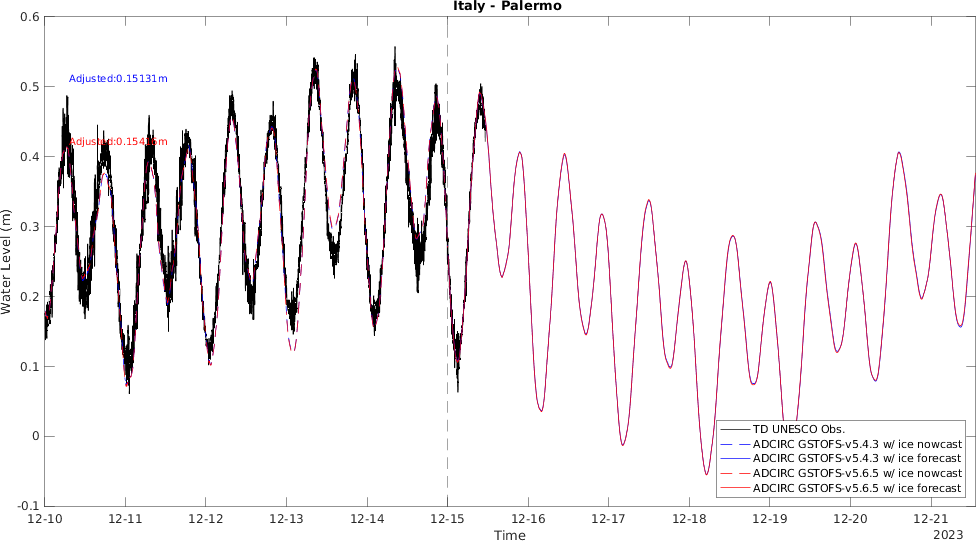 Italy - Palermo
0.6
0.5
0.4
0.3
0.2
0.1
0
-0.1
Water Level (m)
Adjusted:0.15131m
12-10 12-11 12-12 12-13 12-14 12-15 12-16 12-17 12-18 12-19 12-20 12-21
2023
Time
TD UNESCO Obs.
ADCIRC GSTOFS-v5.4.3 w/ ice nowcast
ADCIRC GSTOFS-v5.4.3 w/ ice forecast
ADCIRC GSTOFS-v5.6.5 w/ ice nowcast
ADCIRC GSTOFS-v5.6.5 w/ ice forecast